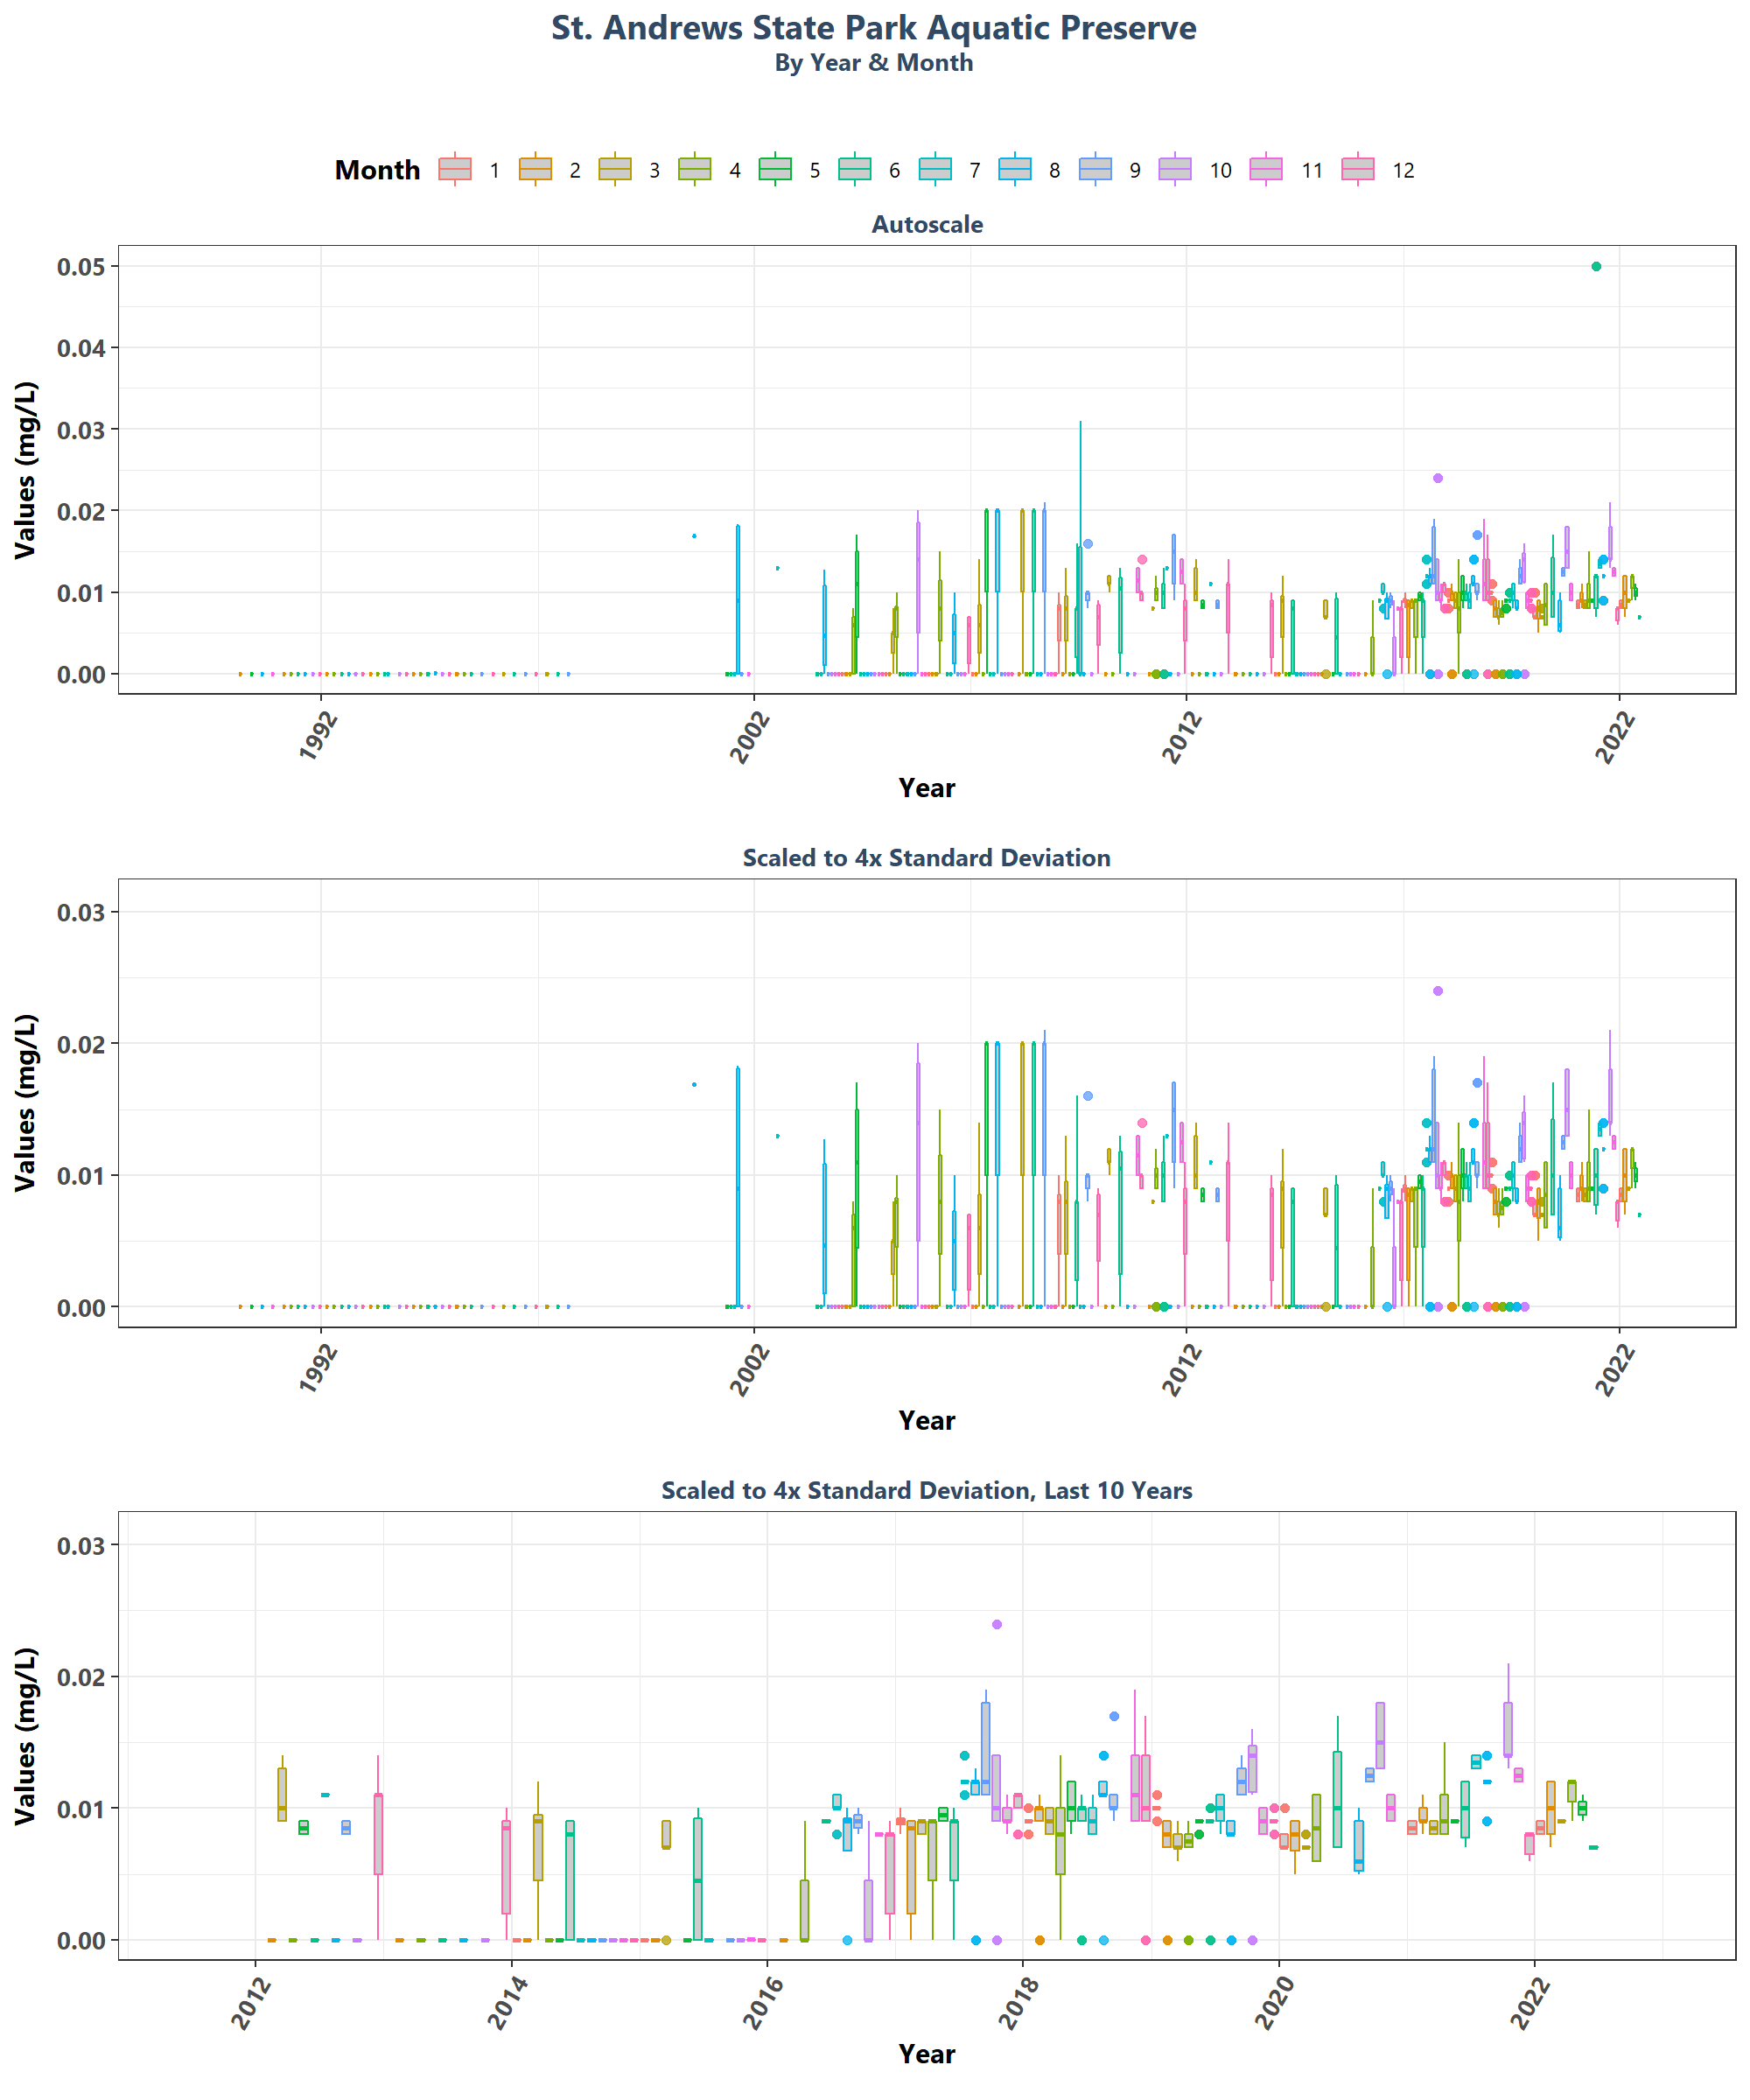 St. Andrews State Park Aquatic Preserve
By Year & Month
Month 1 2 3 4 5 6 7 8 9 10 11 12
Autoscale
Values (mg/L)
0.05
0.04
0.03
0.02
0.01
0.00
1992 2002 2012 2022
Year
Scaled to 4x Standard Deviation
Values (mg/L)
0.03
0.02
0.01
0.00
1992 2002 2012 2022
Year
Scaled to 4x Standard Deviation, Last 10 Years
Values (mg/L)
0.03
0.02
0.01
0.00
2012 2014 2016 2018 2020 2022
Year